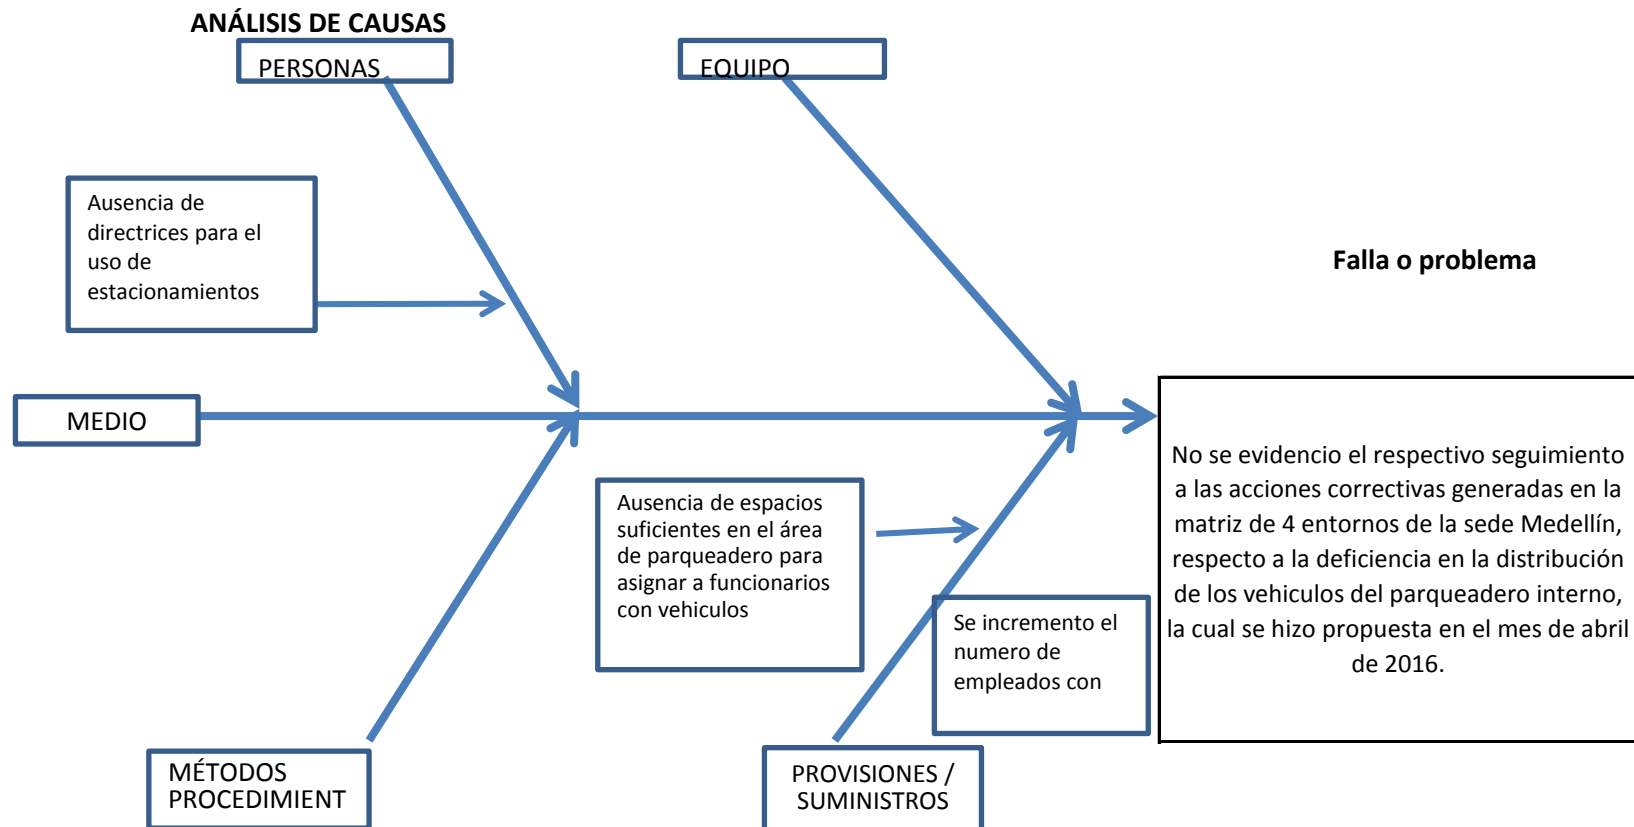 ANÁLISIS DE CAUSAS
PERSONAS
EQUIPO
Ausencia de
directrices para el
uso de
estacionamientos
Falla o problema
MEDIO
No se evidencio el respectivo seguimiento
a las acciones correctivas generadas en la
matriz de 4 entornos de la sede Medellín,
respecto a la deficiencia en la distribución
de los vehiculos del parqueadero interno,
la cual se hizo propuesta en el mes de abril
de 2016.
Ausencia de espacios
suficientes en el área
de parqueadero para
asignar a funcionarios
con vehiculos
Se incremento el
numero de
empleados con
MÉTODOS
PROCEDIMIENT
PROVISIONES /
SUMINISTROS